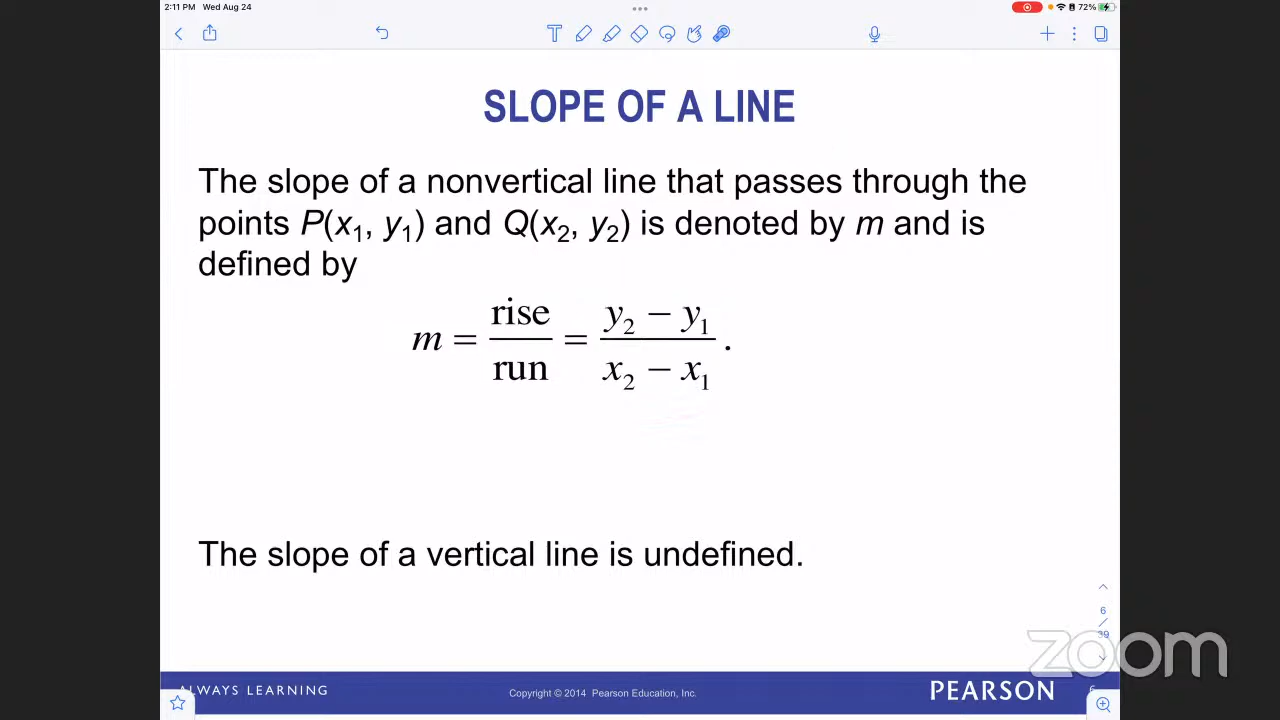 2:11 PM Wed Aug 24
72%
SLOPE OF A LINE
The slope of a nonvertical line that passes through the
points P(x₁, y₁) and Q(x₂, y₂) is denoted by m and is
defined by
m = rise/run = (y₂ − y₁)/(x₂ − x₁).
The slope of a vertical line is undefined.
6
/
39
zoom
ALWAYS LEARNING
Copyright © 2014 Pearson Education, Inc.
PEARSON